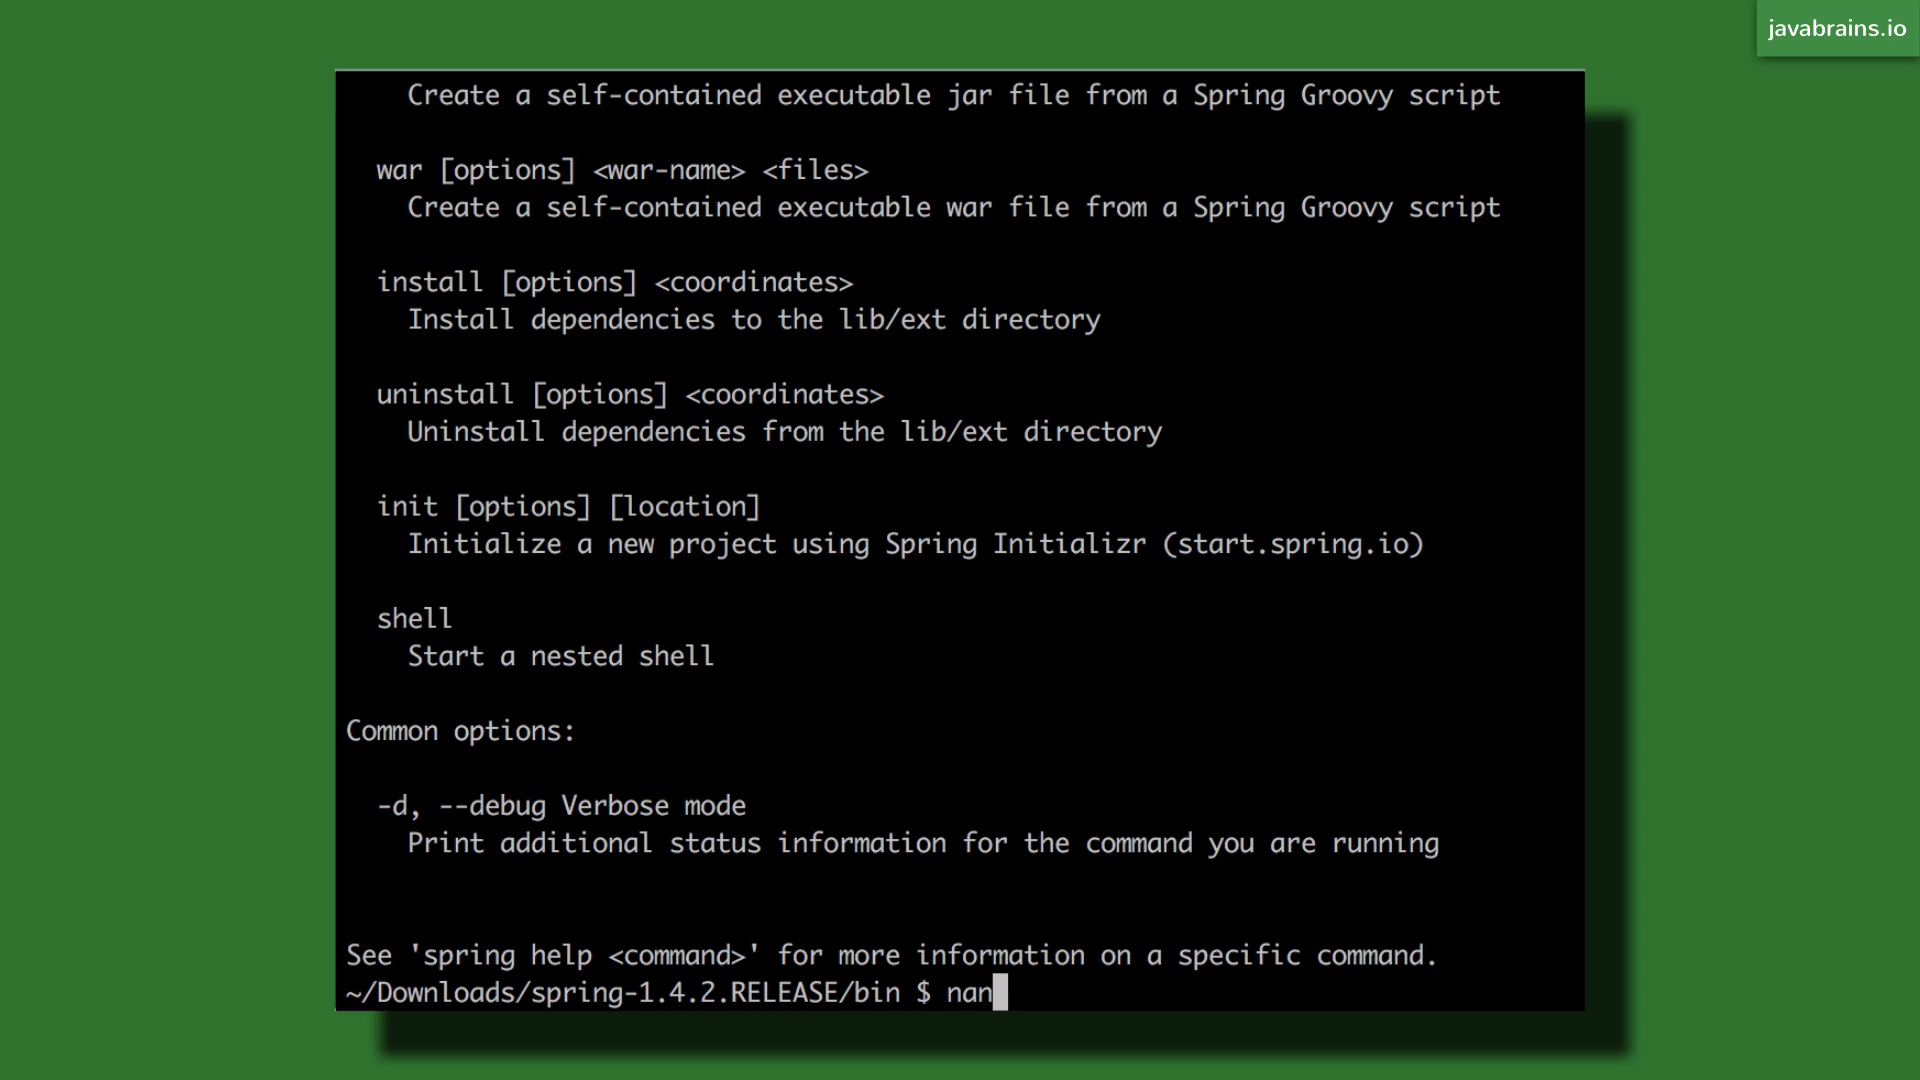 javabrains.io
Create a self-contained executable jar file from a Spring Groovy script
war [options] <war-name> <files>
Create a self-contained executable war file from a Spring Groovy script
install [options] <coordinates>
Install dependencies to the lib/ext directory
uninstall [options] <coordinates>
Uninstall dependencies from the lib/ext directory
init [options] [location]
Initialize a new project using Spring Initializr (start.spring.io)
shell
Start a nested shell
Common options:
-d, --debug Verbose mode
Print additional status information for the command you are running
See 'spring help <command>' for more information on a specific command.
~/Downloads/spring-1.4.2.RELEASE/bin $ nan